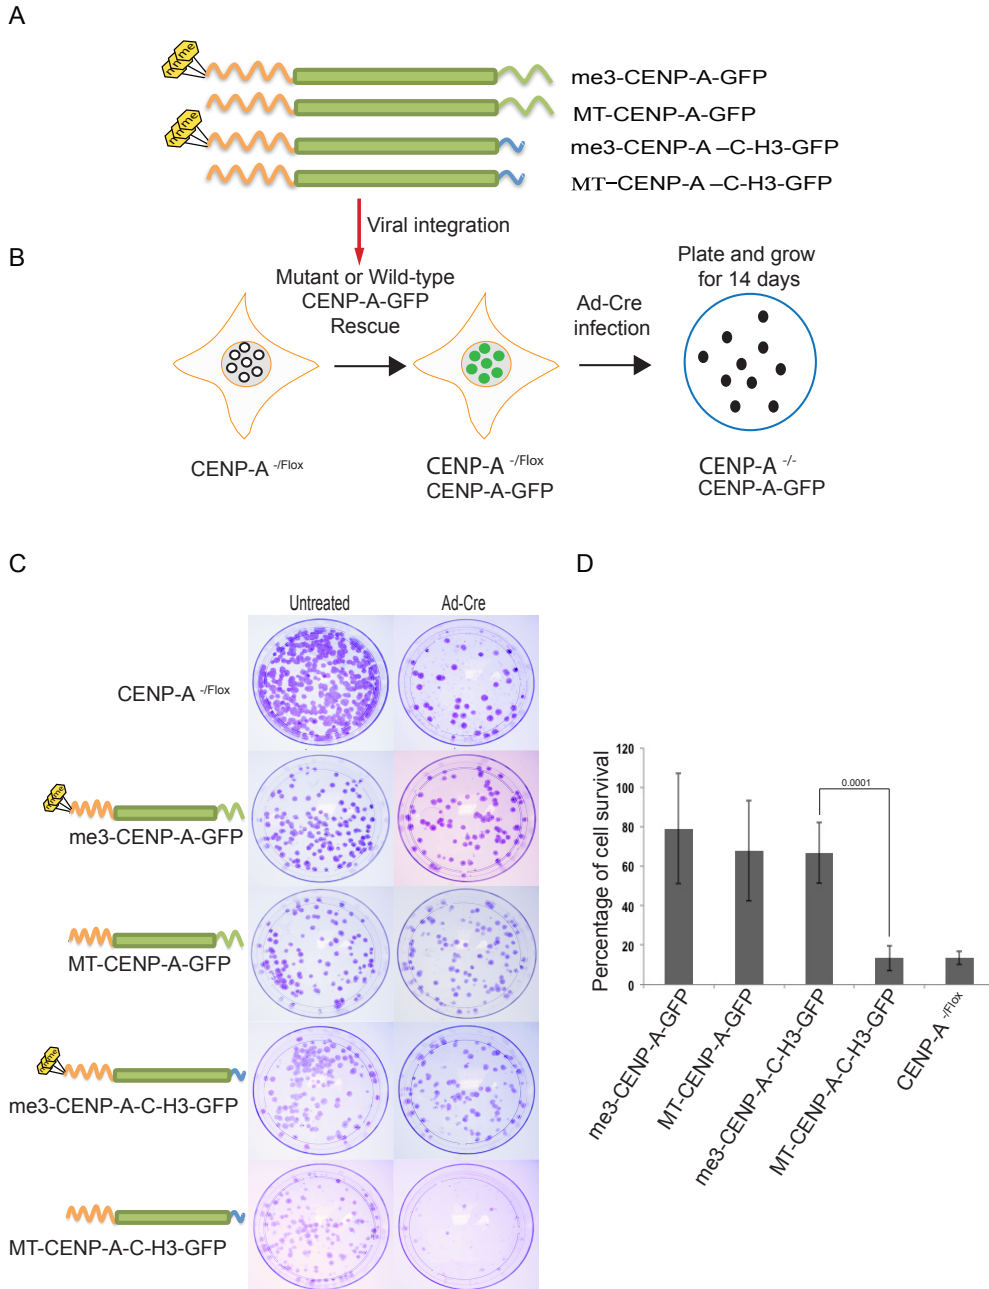 A
me
me3-CENP-A-GFP
MT-CENP-A-GFP
me
me3-CENP-A –C-H3-GFP
MT–CENP-A –C-H3-GFP
Viral integration
B
Mutant or Wild-type
CENP-A-GFP
Rescue
Ad-Cre
infection
Plate and grow
for 14 days
CENP-A -/Flox
CENP-A -/Flox
CENP-A-GFP
CENP-A -/-
CENP-A-GFP
C
Untreated
Ad-Cre
CENP-A -/Flox
me
me3-CENP-A-GFP
MT-CENP-A-GFP
me
me3-CENP-A-C-H3-GFP
MT-CENP-A-C-H3-GFP
D
Percentage of cell survival
120
100
80
60
40
20
0
0.0001
me3-CENP-A-GFP
MT-CENP-A-GFP
me3-CENP-A-C-H3-GFP
MT-CENP-A-C-H3-GFP
CENP-A -/Flox